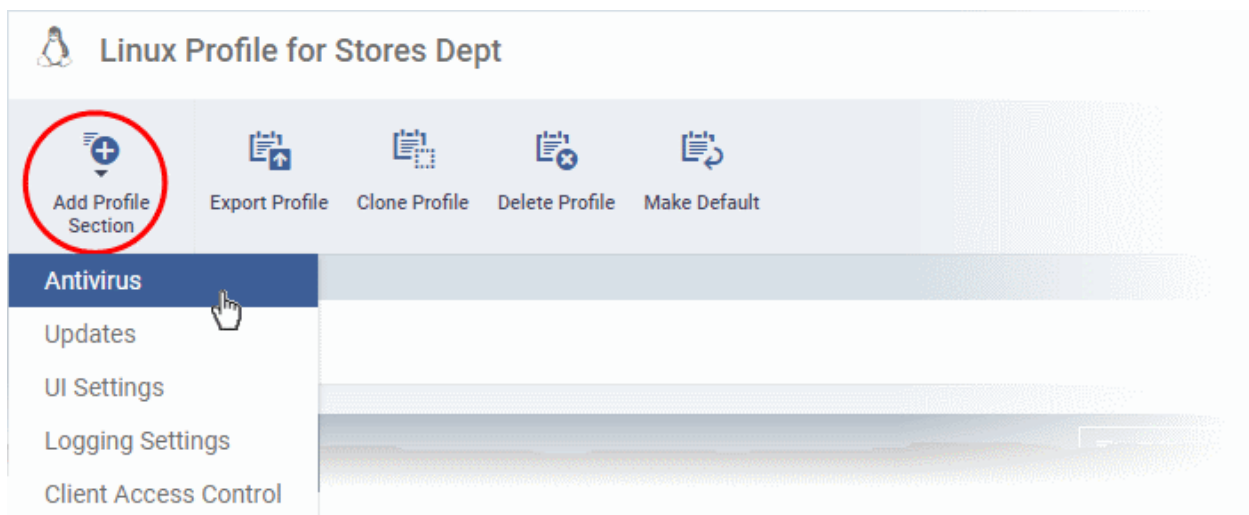 Linux Profile for Stores Dept
Add Profile
Section
Export Profile
Clone Profile
Delete Profile
Make Default
Antivirus
Updates
UI Settings
Logging Settings
Client Access Control